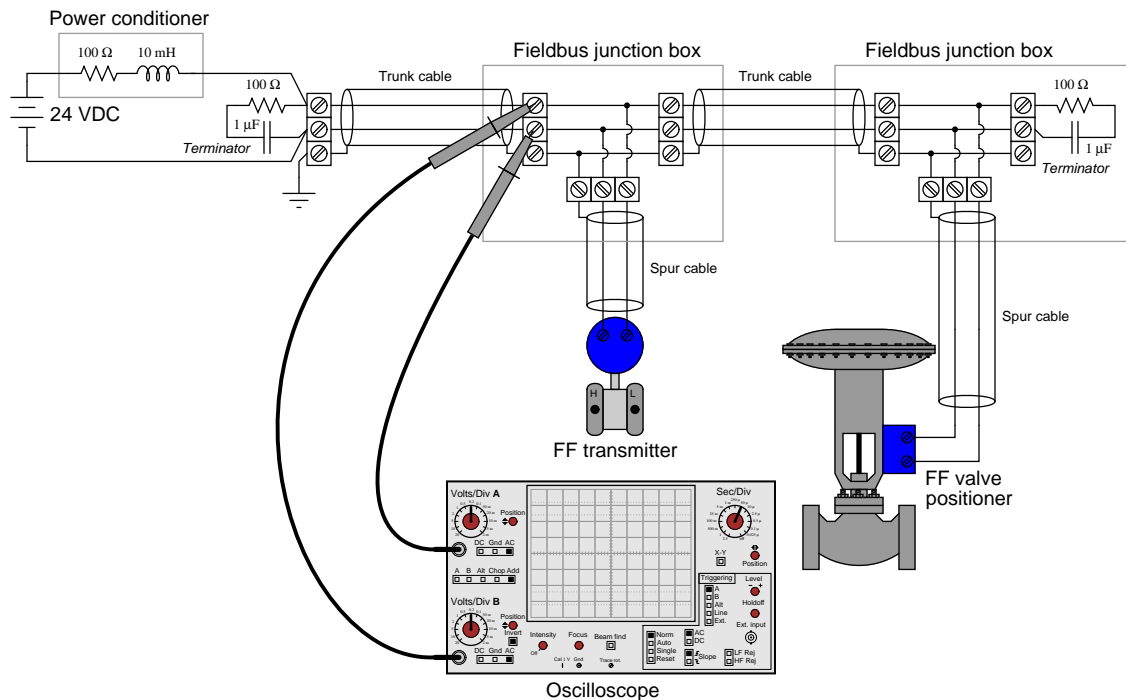 Power conditioner
100 Ω
10 mH
24 VDC
100 Ω
1 µF
Terminator
Trunk cable
Fieldbus junction box
Trunk cable
Fieldbus junction box
100 Ω
1 µF
Terminator
Spur cable
Spur cable
H
L
FF transmitter
FF valve
positioner
Volts/Div A
Position
DC Gnd AC
A B Alt Chop Add
Volts/Div B
Position
Invert
DC Gnd AC
Intensity
Off
Focus
Beam find
Cal 1 V Gnd
Trace rot.
Sec/Div
X-Y
Position
Triggering
A
B
Alt
Line
Ext.
Level
- +
Holdoff
Ext. input
Norm
Auto
Single
Reset
AC
DC
Slope
LF Rej
HF Rej
Oscilloscope